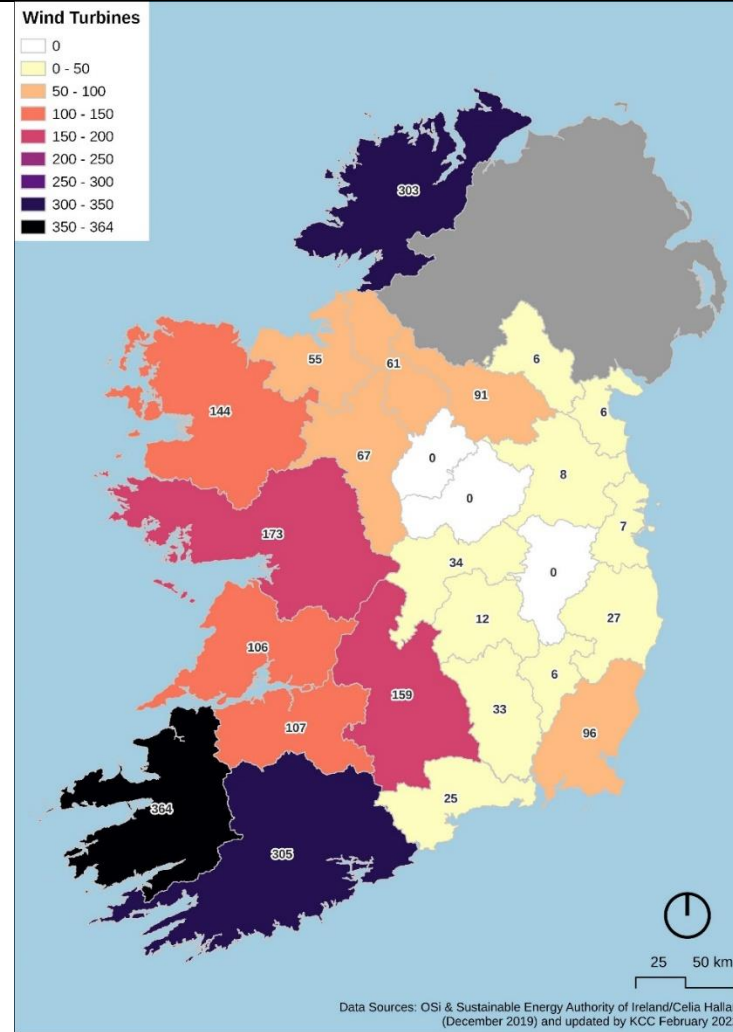 Wind Turbines
0
0 - 50
50 - 100
100 - 150
150 - 200
200 - 250
250 - 300
300 - 350
350 - 364
303
6
55
61
91
6
144
67
0
8
0
7
173
34
0
12
27
106
6
159
33
107
96
25
364
305
25 50 km
Data Sources: OSi & Sustainable Energy Authority of Ireland/Celia Halla
(December 2019) and updated by KCC February 202